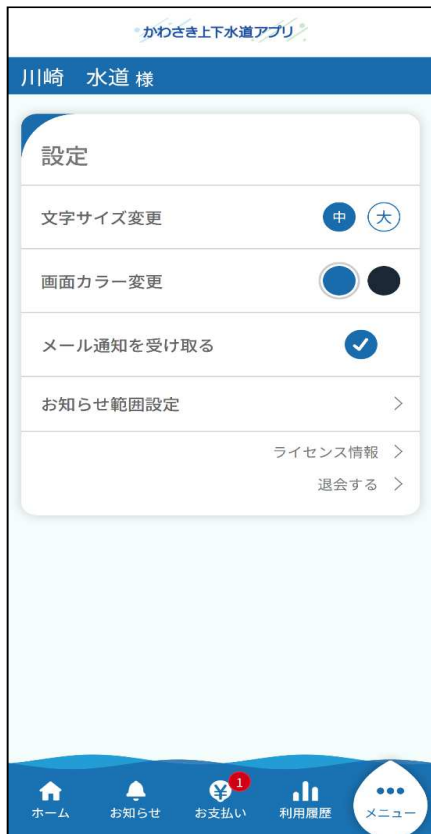 かわさき上下水道アプリ
川崎　水道 様
設定
文字サイズ変更 中 大
画面カラー変更
メール通知を受け取る
お知らせ範囲設定
ライセンス情報
退会する
1
ホーム お知らせ お支払い 利用履歴 メニュー